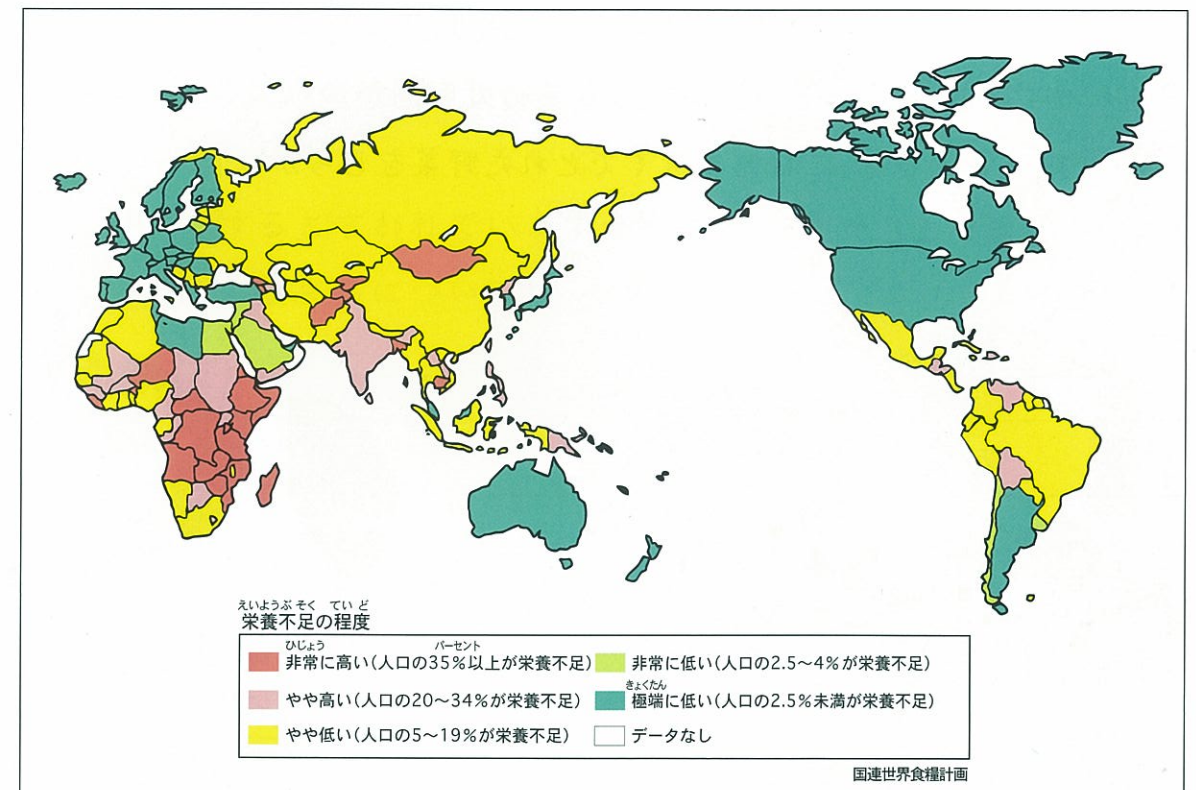 えいようぶそく ていど
栄養不足の程度
ひじょう パーセント
非常に高い(人口の35%以上が栄養不足)
やや高い(人口の20〜34%が栄養不足)
やや低い(人口の5〜19%が栄養不足)
非常に低い(人口の2.5〜4%が栄養不足)
きょくたん
極端に低い(人口の2.5%未満が栄養不足)
データなし
国連世界食糧計画